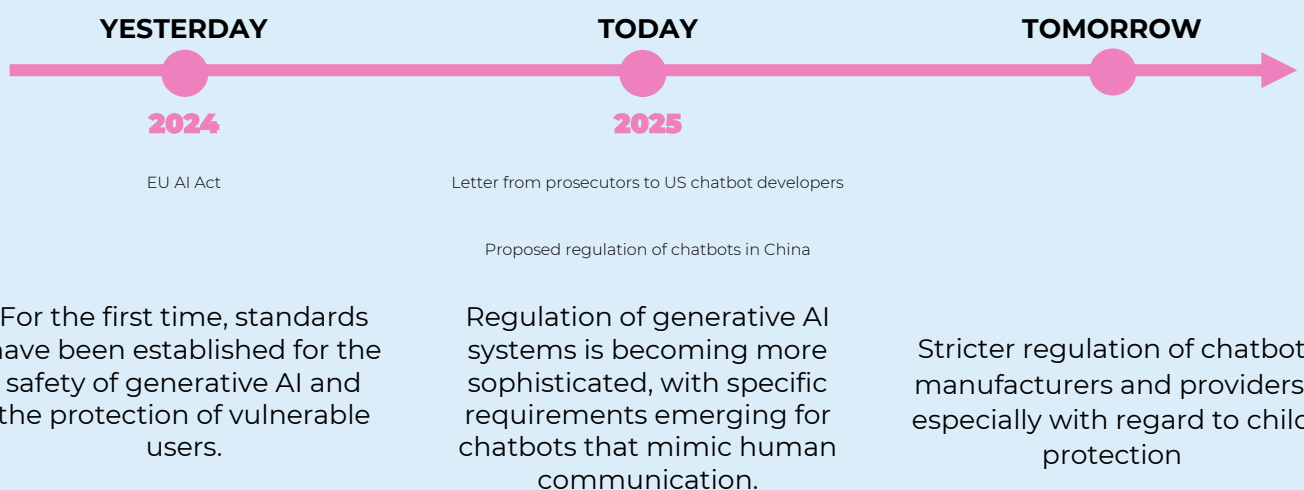 YESTERDAY
TODAY
TOMORROW
2024
2025
EU AI Act
Letter from prosecutors to US chatbot developers
Proposed regulation of chatbots in China
For the first time, standards
have been established for the
safety of generative AI and
the protection of vulnerable
users.
Regulation of generative AI
systems is becoming more
sophisticated, with specific
requirements emerging for
chatbots that mimic human
communication.
Stricter regulation of chatbot
manufacturers and providers
especially with regard to child
protection